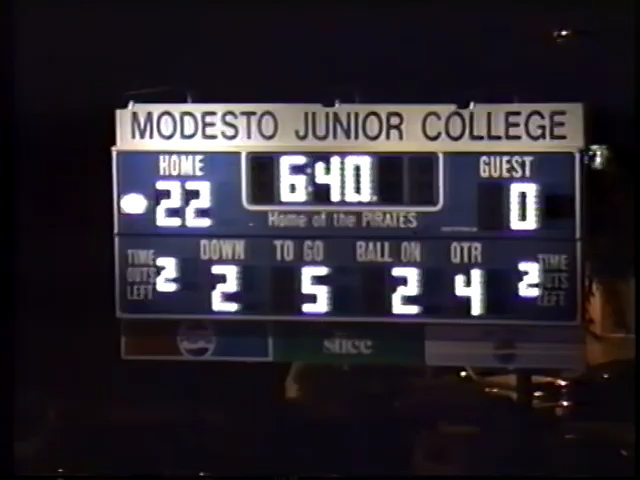 MODESTO JUNIOR COLLEGE
HOME 6:40 GUEST
22 0
Home of the PIRATES
TIME OUTS LEFT 2 DOWN TO GO BALL ON QTR 2 TIME OUTS LEFT
2 5 2 4